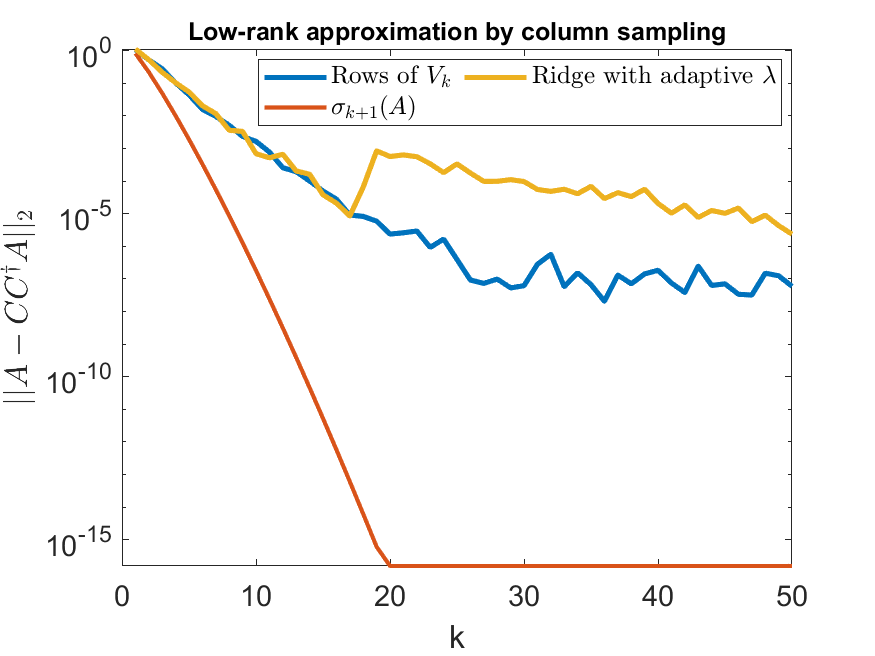 Low-rank approximation by column sampling
Rows of V_k Ridge with adaptive λ
σ_{k+1}(A)
||A − CC^†A||_2
10^0
10^-5
10^-10
10^-15
0 10 20 30 40 50
k